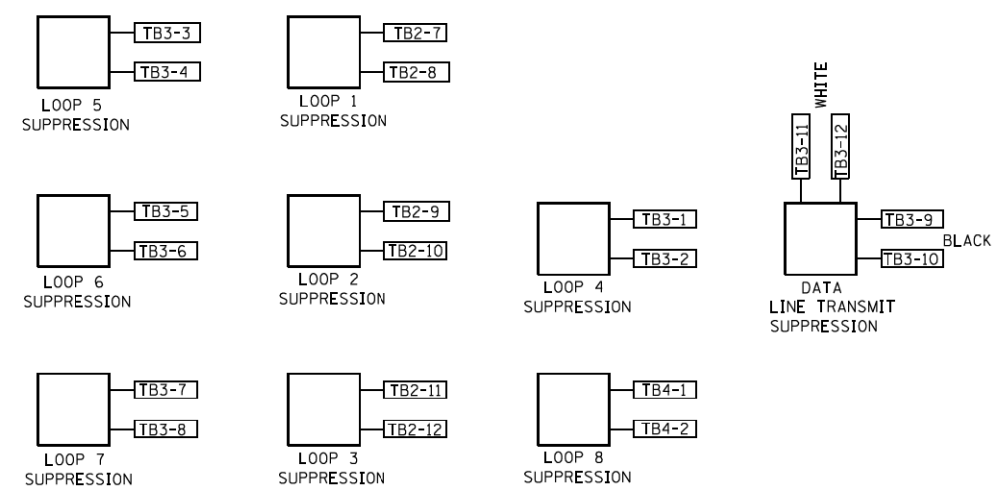 TB3-3
TB3-4
LOOP 5
SUPPRESSION
TB2-7
TB2-8
LOOP 1
SUPPRESSION
WHITE
TB3-11
TB3-12
TB3-9
TB3-10
BLACK
DATA
LINE TRANSMIT
SUPPRESSION
TB3-5
TB3-6
LOOP 6
SUPPRESSION
TB2-9
TB2-10
LOOP 2
SUPPRESSION
TB3-1
TB3-2
LOOP 4
SUPPRESSION
TB3-7
TB3-8
LOOP 7
SUPPRESSION
TB2-11
TB2-12
LOOP 3
SUPPRESSION
TB4-1
TB4-2
LOOP 8
SUPPRESSION